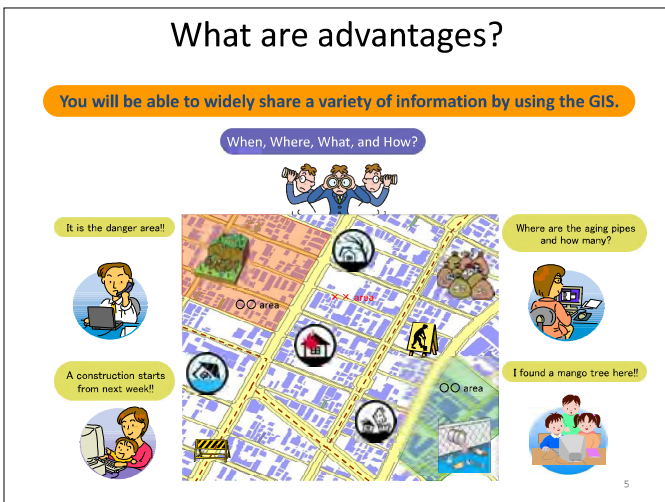 What are advantages?
You will be able to widely share a variety of information by using the GIS.
When, Where, What, and How?
It is the danger area!!
Where are the aging pipes
and how many?
○○ area
×× area
A construction starts
from next week!!
○○ area
I found a mango tree here!!
5